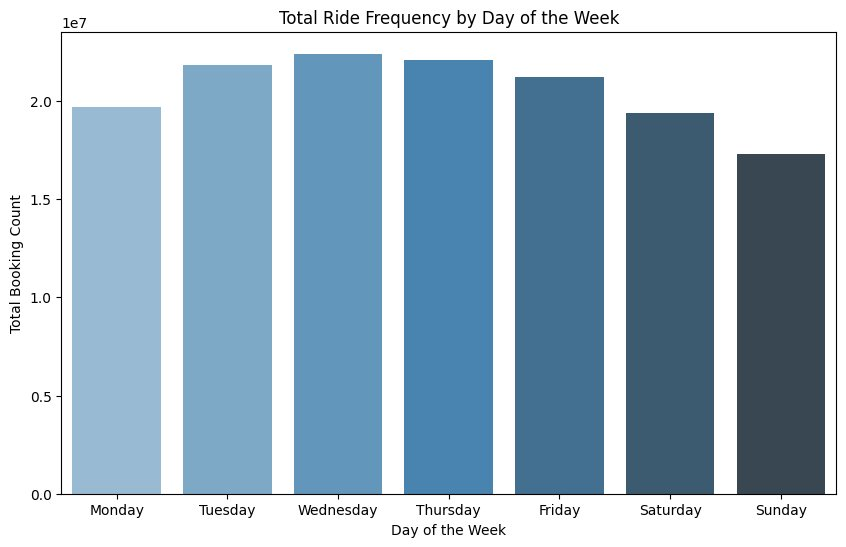 Total Ride Frequency by Day of the Week
1e7
2.0
1.5
1.0
0.5
0.0
Total Booking Count
Monday Tuesday Wednesday Thursday Friday Saturday Sunday
Day of the Week